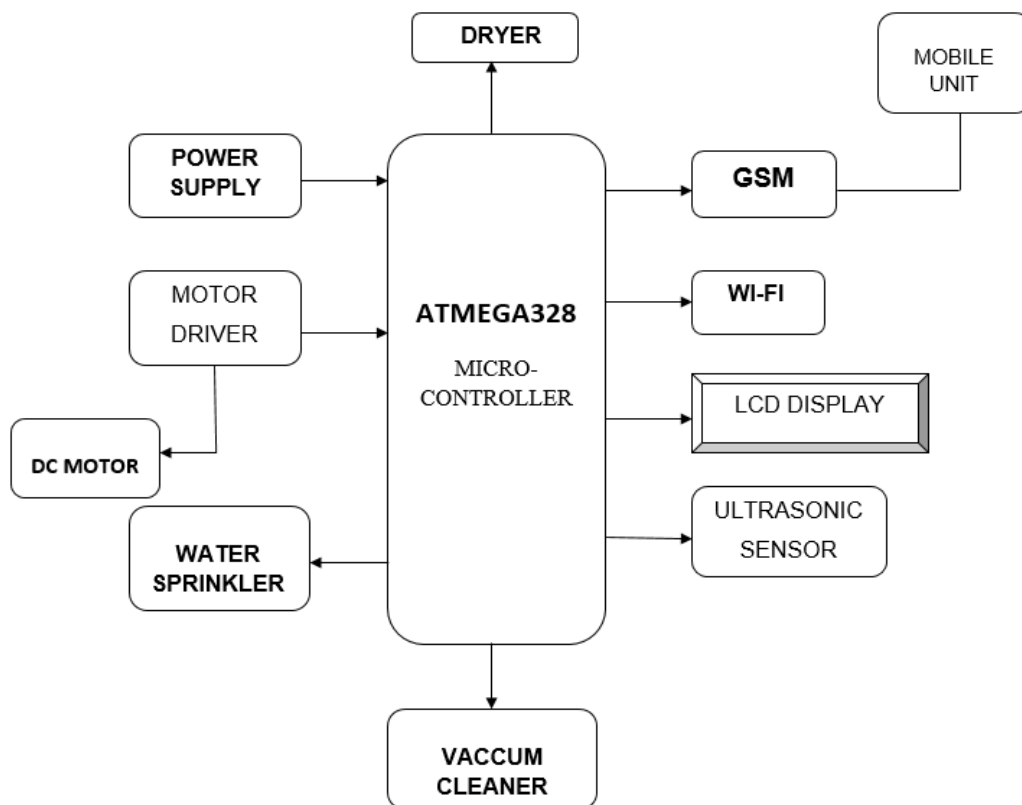 DRYER
MOBILE
UNIT
POWER
SUPPLY
GSM
MOTOR
DRIVER
WI-FI
ATMEGA328
MICRO-
CONTROLLER
LCD DISPLAY
DC MOTOR
ULTRASONIC
SENSOR
WATER
SPRINKLER
VACCUM
CLEANER